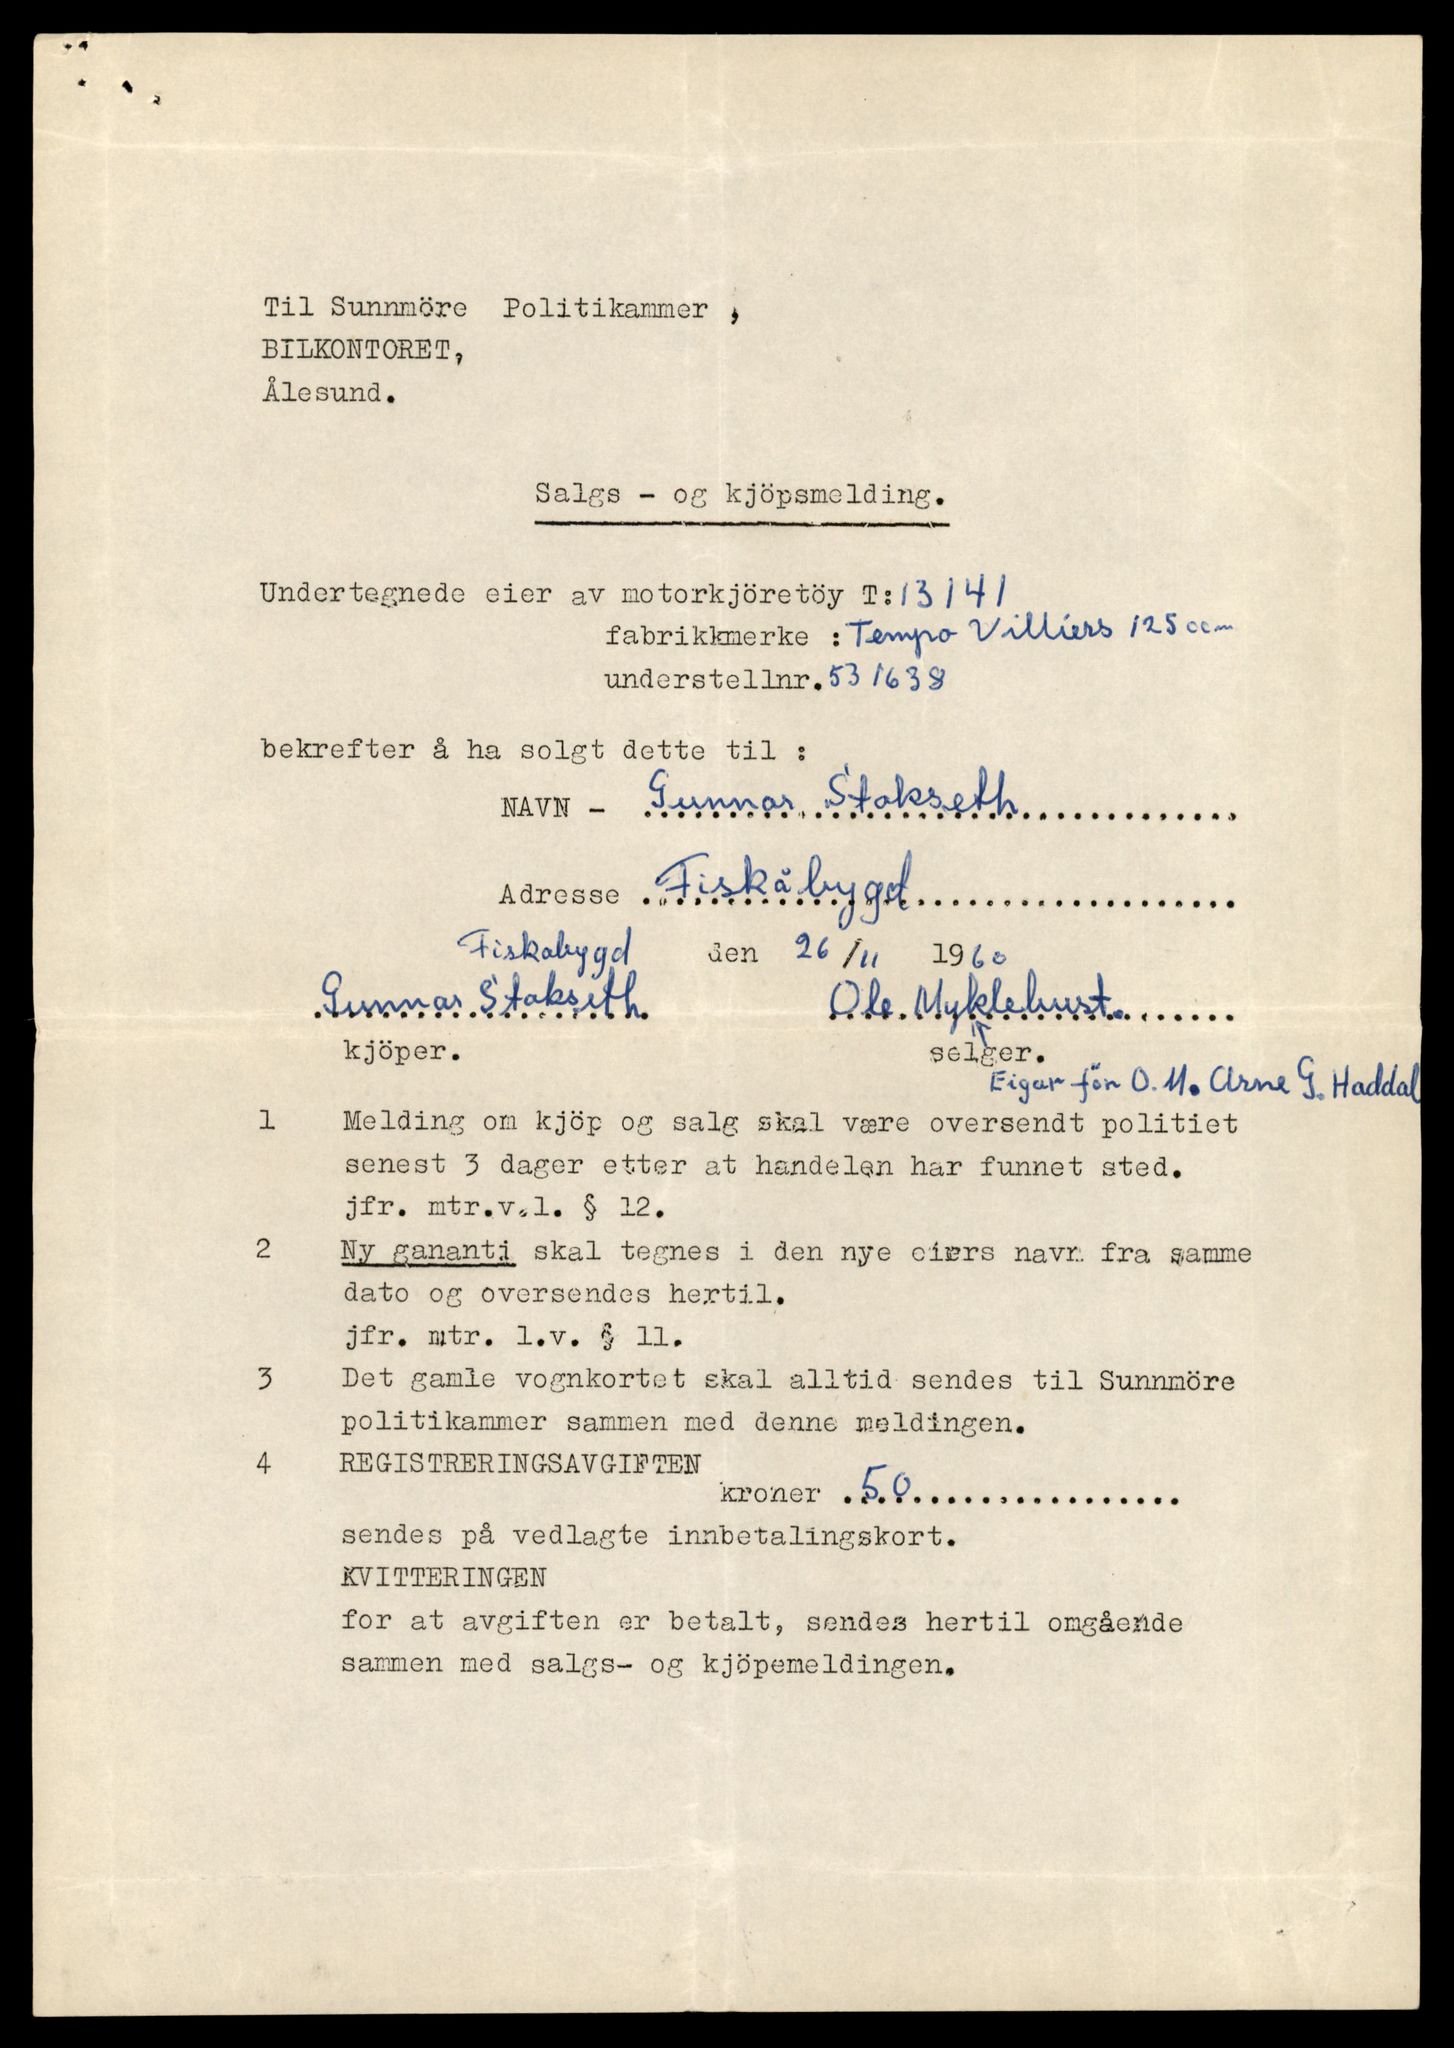 Til Sunnmöre Politikammer ,
BILKONTORET,
Ålesund.
Salgs - og kjöpsmelding.
Undertegnede eier av motorkjöretöy T: 13141
fabrikkmerke : Tempo Villiers 125 ccm
understellnr. 531638
bekrefter å ha solgt dette til :
NAVN - Gunnar Stokseth
Adresse Fiskåbygd
Fiskabygd den 26/11 1960
Gunnar Stokseth Ole Myklebust.
kjöper. selger.
Eigar för O.M. Arne G. Haddal
1 Melding om kjöp og salg skal være oversendt politiet
senest 3 dager etter at handelen har funnet sted.
jfr. mtr.v.l. § 12.
2 Ny gananti skal tegnes i den nye eiers navn fra samme
dato og oversendes hertil.
jfr. mtr. l.v. § 11.
3 Det gamle vognkortet skal alltid sendes til Sunnmöre
politikammer sammen med denne meldingen.
4 REGISTRERINGSAVGIFTEN
kroner 50
sendes på vedlagte innbetalingskort.
KVITTERINGEN
for at avgiften er betalt, sendes hertil omgående
sammen med salgs- og kjöpemeldingen.